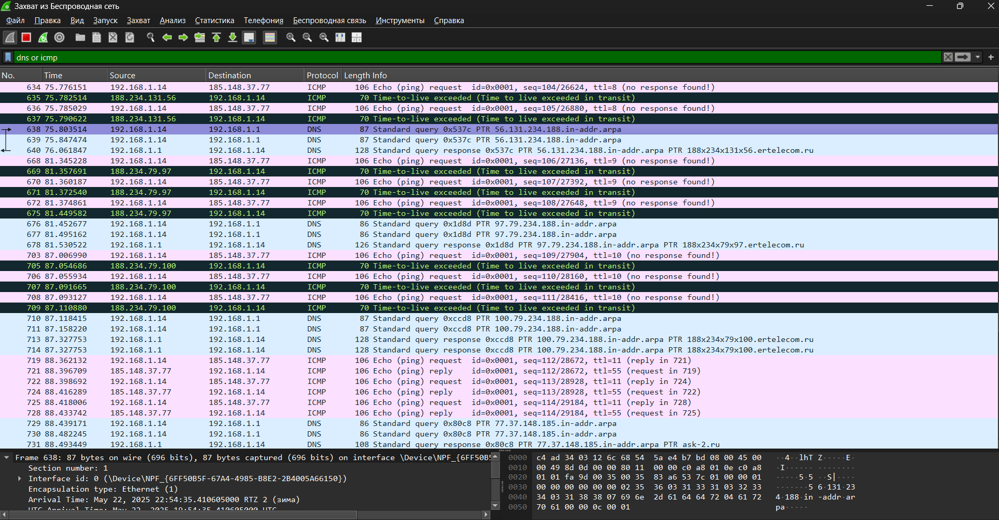 Захват из Беспроводная сеть
Файл Правка Вид Запуск Захват Анализ Статистика Телефония Беспроводная связь Инструменты Справка
dns or icmp
No. Time Source Destination Protocol Length Info
634 75.776151 192.168.1.14 185.148.37.77 ICMP 106 Echo (ping) request id=0x0001, seq=104/26624, ttl=8 (no response found!)
635 75.782514 188.234.131.56 192.168.1.14 ICMP 70 Time-to-live exceeded (Time to live exceeded in transit)
636 75.785029 192.168.1.14 185.148.37.77 ICMP 106 Echo (ping) request id=0x0001, seq=105/26880, ttl=8 (no response found!)
637 75.790622 188.234.131.56 192.168.1.14 ICMP 70 Time-to-live exceeded (Time to live exceeded in transit)
638 75.803514 192.168.1.14 192.168.1.1 DNS 87 Standard query 0x537c PTR 56.131.234.188.in-addr.arpa
639 75.847474 192.168.1.14 192.168.1.1 DNS 87 Standard query 0x537c PTR 56.131.234.188.in-addr.arpa
640 76.061847 192.168.1.1 192.168.1.14 DNS 128 Standard query response 0x537c PTR 56.131.234.188.in-addr.arpa PTR 188x234x131x56.ertelecom.ru
668 81.345228 192.168.1.14 185.148.37.77 ICMP 106 Echo (ping) request id=0x0001, seq=106/27136, ttl=9 (no response found!)
669 81.357691 188.234.79.97 192.168.1.14 ICMP 70 Time-to-live exceeded (Time to live exceeded in transit)
670 81.360187 192.168.1.14 185.148.37.77 ICMP 106 Echo (ping) request id=0x0001, seq=107/27392, ttl=9 (no response found!)
671 81.372540 188.234.79.97 192.168.1.14 ICMP 70 Time-to-live exceeded (Time to live exceeded in transit)
672 81.374861 192.168.1.14 185.148.37.77 ICMP 106 Echo (ping) request id=0x0001, seq=108/27648, ttl=9 (no response found!)
675 81.449582 188.234.79.97 192.168.1.14 ICMP 70 Time-to-live exceeded (Time to live exceeded in transit)
676 81.452677 192.168.1.14 192.168.1.1 DNS 86 Standard query 0x1d8d PTR 97.79.234.188.in-addr.arpa
677 81.495162 192.168.1.14 192.168.1.1 DNS 86 Standard query 0x1d8d PTR 97.79.234.188.in-addr.arpa
678 81.530522 192.168.1.1 192.168.1.14 DNS 126 Standard query response 0x1d8d PTR 97.79.234.188.in-addr.arpa PTR 188x234x79x97.ertelecom.ru
703 87.006990 192.168.1.14 185.148.37.77 ICMP 106 Echo (ping) request id=0x0001, seq=109/27904, ttl=10 (no response found!)
705 87.054686 188.234.79.100 192.168.1.14 ICMP 70 Time-to-live exceeded (Time to live exceeded in transit)
706 87.055934 192.168.1.14 185.148.37.77 ICMP 106 Echo (ping) request id=0x0001, seq=110/28160, ttl=10 (no response found!)
707 87.091665 188.234.79.100 192.168.1.14 ICMP 70 Time-to-live exceeded (Time to live exceeded in transit)
708 87.093127 192.168.1.14 185.148.37.77 ICMP 106 Echo (ping) request id=0x0001, seq=111/28416, ttl=10 (no response found!)
709 87.110880 188.234.79.100 192.168.1.14 ICMP 70 Time-to-live exceeded (Time to live exceeded in transit)
710 87.118415 192.168.1.14 192.168.1.1 DNS 87 Standard query 0xccd8 PTR 100.79.234.188.in-addr.arpa
711 87.158220 192.168.1.14 192.168.1.1 DNS 87 Standard query 0xccd8 PTR 100.79.234.188.in-addr.arpa
713 87.327753 192.168.1.1 192.168.1.14 DNS 128 Standard query response 0xccd8 PTR 100.79.234.188.in-addr.arpa PTR 188x234x79x100.ertelecom.ru
714 87.327753 192.168.1.1 192.168.1.14 DNS 128 Standard query response 0xccd8 PTR 100.79.234.188.in-addr.arpa PTR 188x234x79x100.ertelecom.ru
719 88.362132 192.168.1.14 185.148.37.77 ICMP 106 Echo (ping) request id=0x0001, seq=112/28672, ttl=11 (reply in 721)
721 88.396709 185.148.37.77 192.168.1.14 ICMP 106 Echo (ping) reply id=0x0001, seq=112/28672, ttl=55 (request in 719)
722 88.398692 192.168.1.14 185.148.37.77 ICMP 106 Echo (ping) request id=0x0001, seq=113/28928, ttl=11 (reply in 724)
724 88.416289 185.148.37.77 192.168.1.14 ICMP 106 Echo (ping) reply id=0x0001, seq=113/28928, ttl=55 (request in 722)
725 88.418006 192.168.1.14 185.148.37.77 ICMP 106 Echo (ping) request id=0x0001, seq=114/29184, ttl=11 (reply in 728)
728 88.433742 185.148.37.77 192.168.1.14 ICMP 106 Echo (ping) reply id=0x0001, seq=114/29184, ttl=55 (request in 725)
729 88.439171 192.168.1.14 192.168.1.1 DNS 86 Standard query 0x80c8 PTR 77.37.148.185.in-addr.arpa
730 88.482245 192.168.1.14 192.168.1.1 DNS 86 Standard query 0x80c8 PTR 77.37.148.185.in-addr.arpa
731 88.493449 192.168.1.1 192.168.1.14 DNS 108 Standard query response 0x80c8 PTR 77.37.148.185.in-addr.arpa PTR ask-2.ru
Frame 638: 87 bytes on wire (696 bits), 87 bytes captured (696 bits) on interface \Device\NPF_{6FF50B5
Section number: 1
Interface id: 0 (\Device\NPF_{6FF50B5F-67A4-4985-B8E2-2B4005A66150})
Encapsulation type: Ethernet (1)
Arrival Time: May 22, 2025 22:54:35.410605000 RTZ 2 (зима)
UTC Arrival Time: May 22, 2025 19:54:35.410605000 UTC
0000 c4 ad 34 03 12 6c 68 54 5a e4 b7 bd 08 00 45 00 ··4··lhT Z·····E·
0010 00 49 8d 0d 00 00 80 11 00 00 c0 a8 01 0e c0 a8 ·I······ ········
0020 01 01 fa 9d 00 35 00 35 83 a6 53 7c 01 00 00 01 ·····5·5 ··S|····
0030 00 00 00 00 00 00 02 35 36 03 31 33 31 03 32 33 ·······5 6·131·23
0040 34 03 31 38 38 07 69 6e 2d 61 64 64 72 04 61 72 4·188·in -addr·ar
0050 70 61 00 00 0c 00 01 pa·····